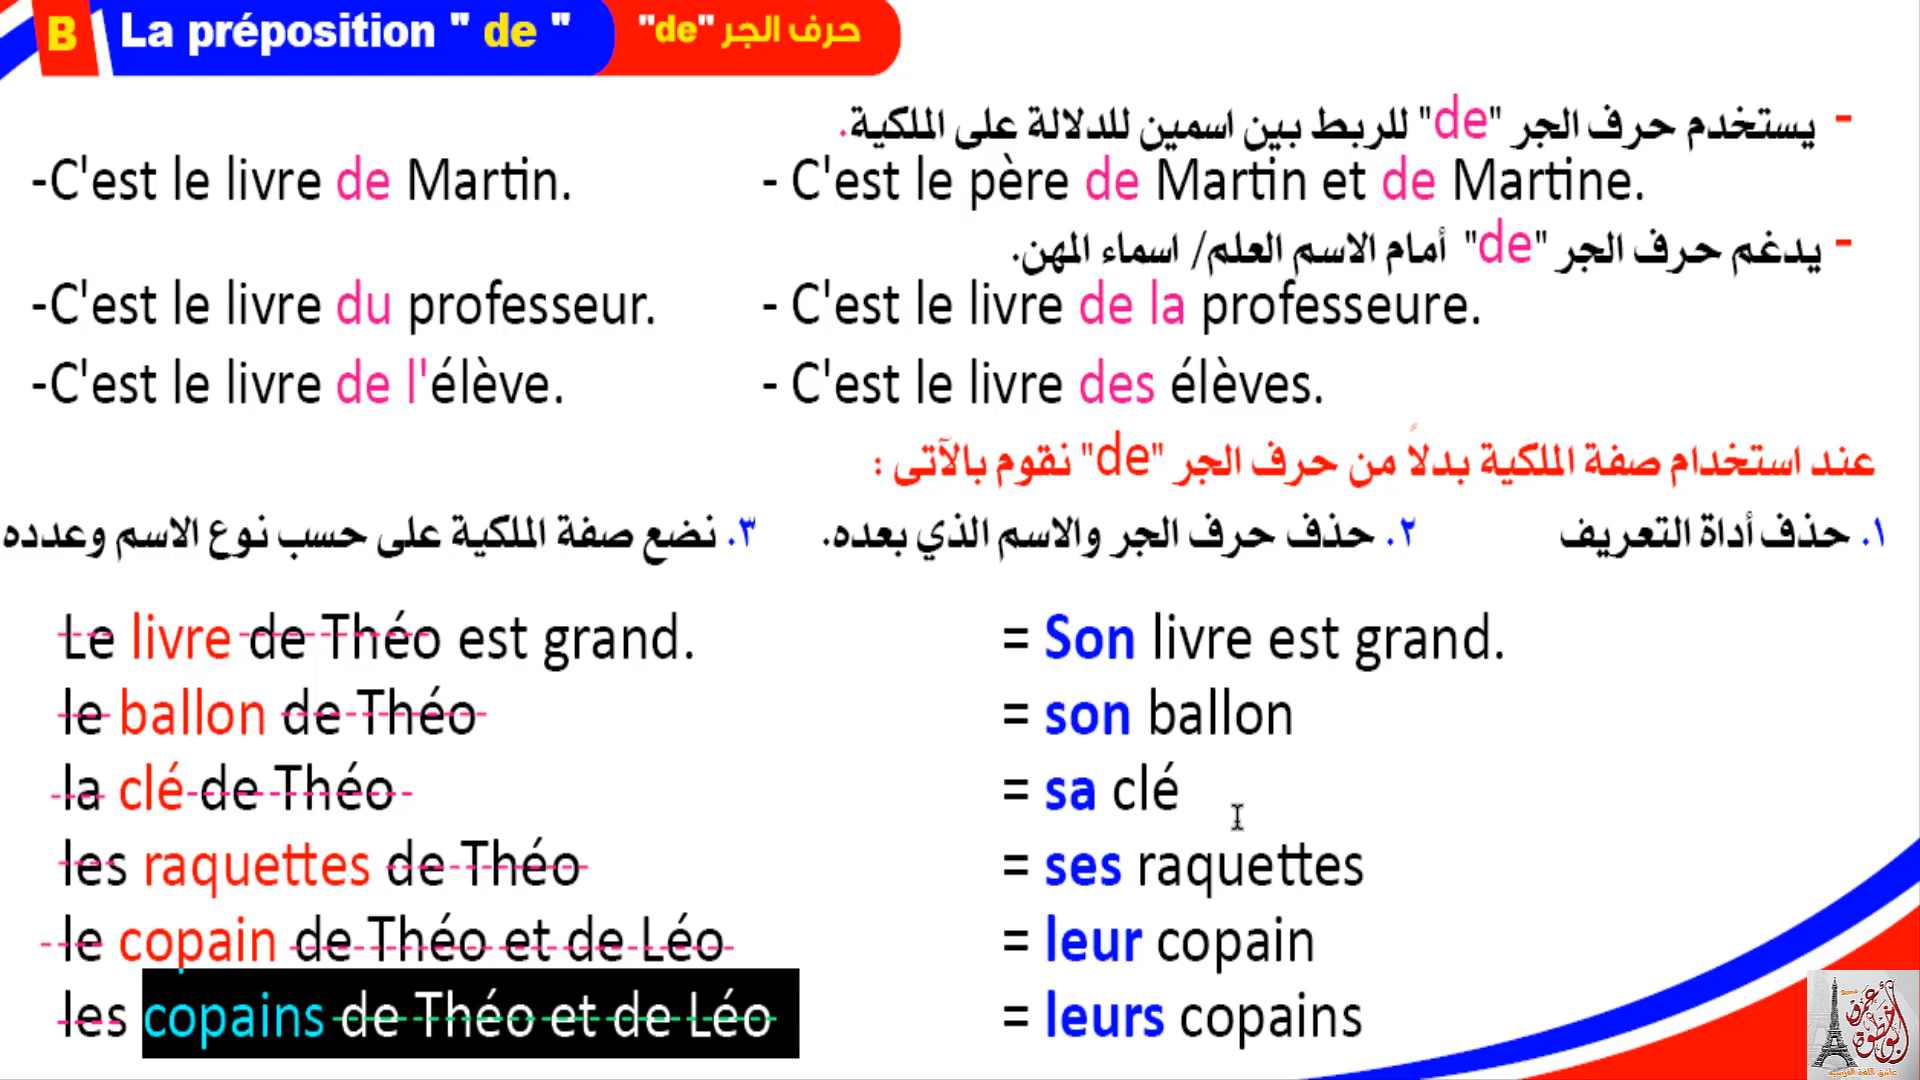 B La préposition " de " حرف الجر "de"
- يستخدم حرف الجر "de" للربط بين اسمين للدلالة على الملكية.
-C'est le livre de Martin. - C'est le père de Martin et de Martine.
- يدغم حرف الجر "de" أمام الاسم العلم/ اسماء المهن.
-C'est le livre du professeur. - C'est le livre de la professeure.
-C'est le livre de l'élève. - C'est le livre des élèves.
عند استخدام صفة الملكية بدلاً من حرف الجر "de" نقوم بالآتى :
١. حذف أداة التعريف ٢. حذف حرف الجر والاسم الذي بعده. ٣. نضع صفة الملكية على حسب نوع الاسم وعدده
Le livre de Théo est grand. = Son livre est grand.
le ballon de Théo = son ballon
la clé de Théo = sa clé
les raquettes de Théo = ses raquettes
le copain de Théo et de Léo = leur copain
les copains de Théo et de Léo = leurs copains
عاشق اللغة الفرنسية